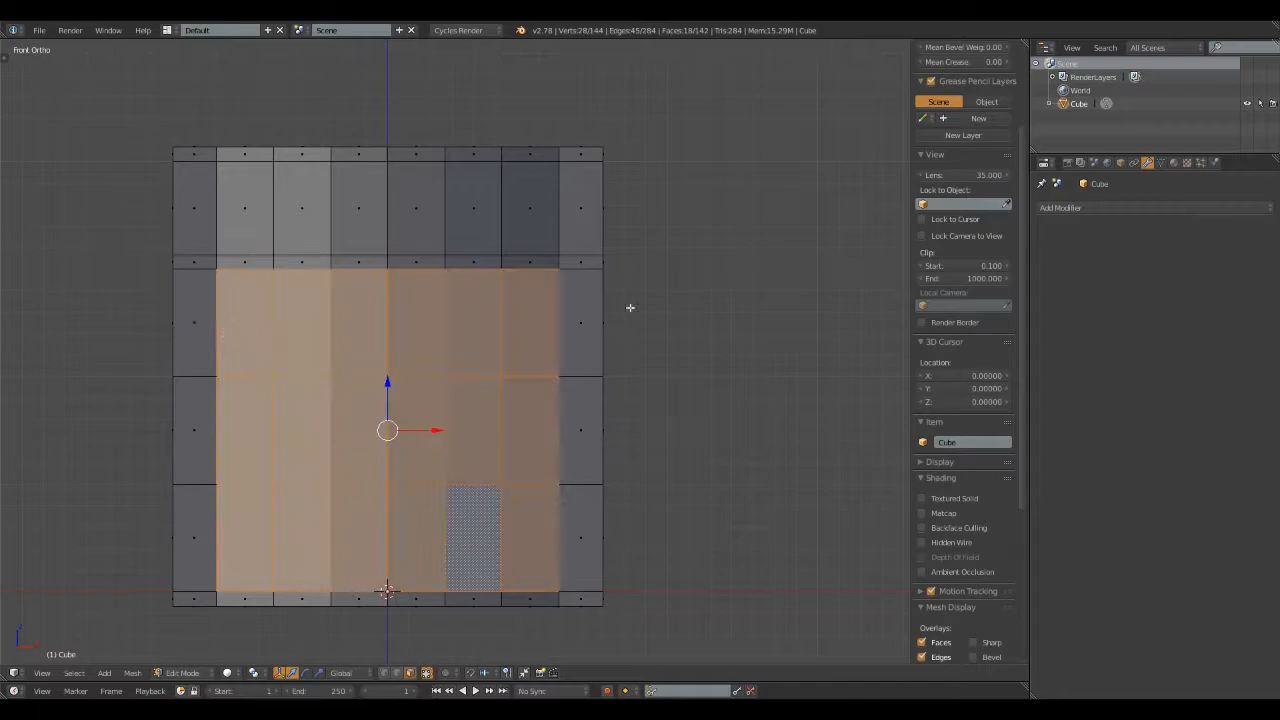 File Render Window Help Default Scene Cycles Render v2.78 | Verts:28/144 | Edges:45/284 | Faces:18/142 | Tris:284 | Mem:15.29M | Cube
Front Ortho
Mean Bevel Weig: 0.00
Mean Crease: 0.00
Grease Pencil Layers
Scene Object
New
New Layer
View
Lens: 35.000
Lock to Object:
Lock to Cursor
Lock Camera to View
Clip:
Start: 0.100
End: 1000.000
Local Camera:
Render Border
3D Cursor
Location:
X: 0.00000
Y: 0.00000
Z: 0.00000
Item
Cube
Display
Shading
Textured Solid
Matcap
Backface Culling
Hidden Wire
Depth Of Field
Ambient Occlusion
Motion Tracking
Mesh Display
Overlays:
Faces Sharp
Edges Bevel
View Search All Scenes
Scene
RenderLayers
World
Cube
Cube
Add Modifier
(1) Cube
View Select Add Mesh Edit Mode Global
View Marker Frame Playback Start: 1 End: 250 1 No Sync